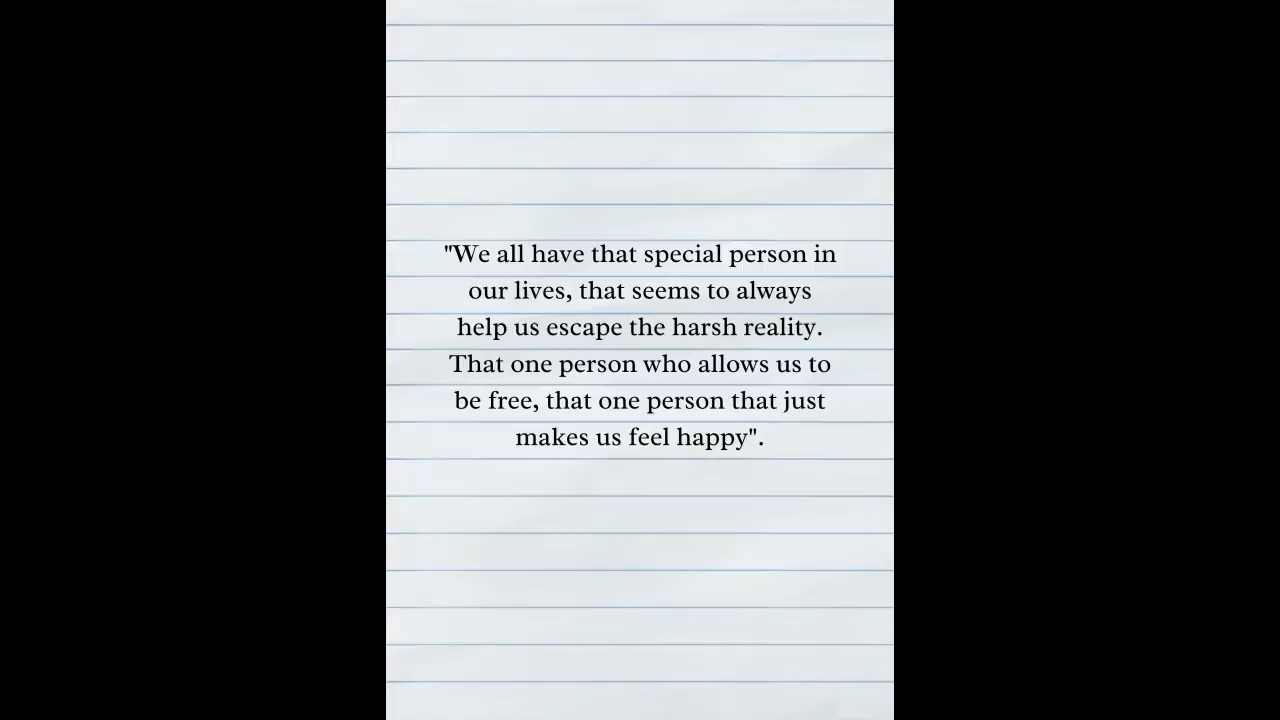 "We all have that special person in
our lives, that seems to always
help us escape the harsh reality.
That one person who allows us to
be free, that one person that just
makes us feel happy".